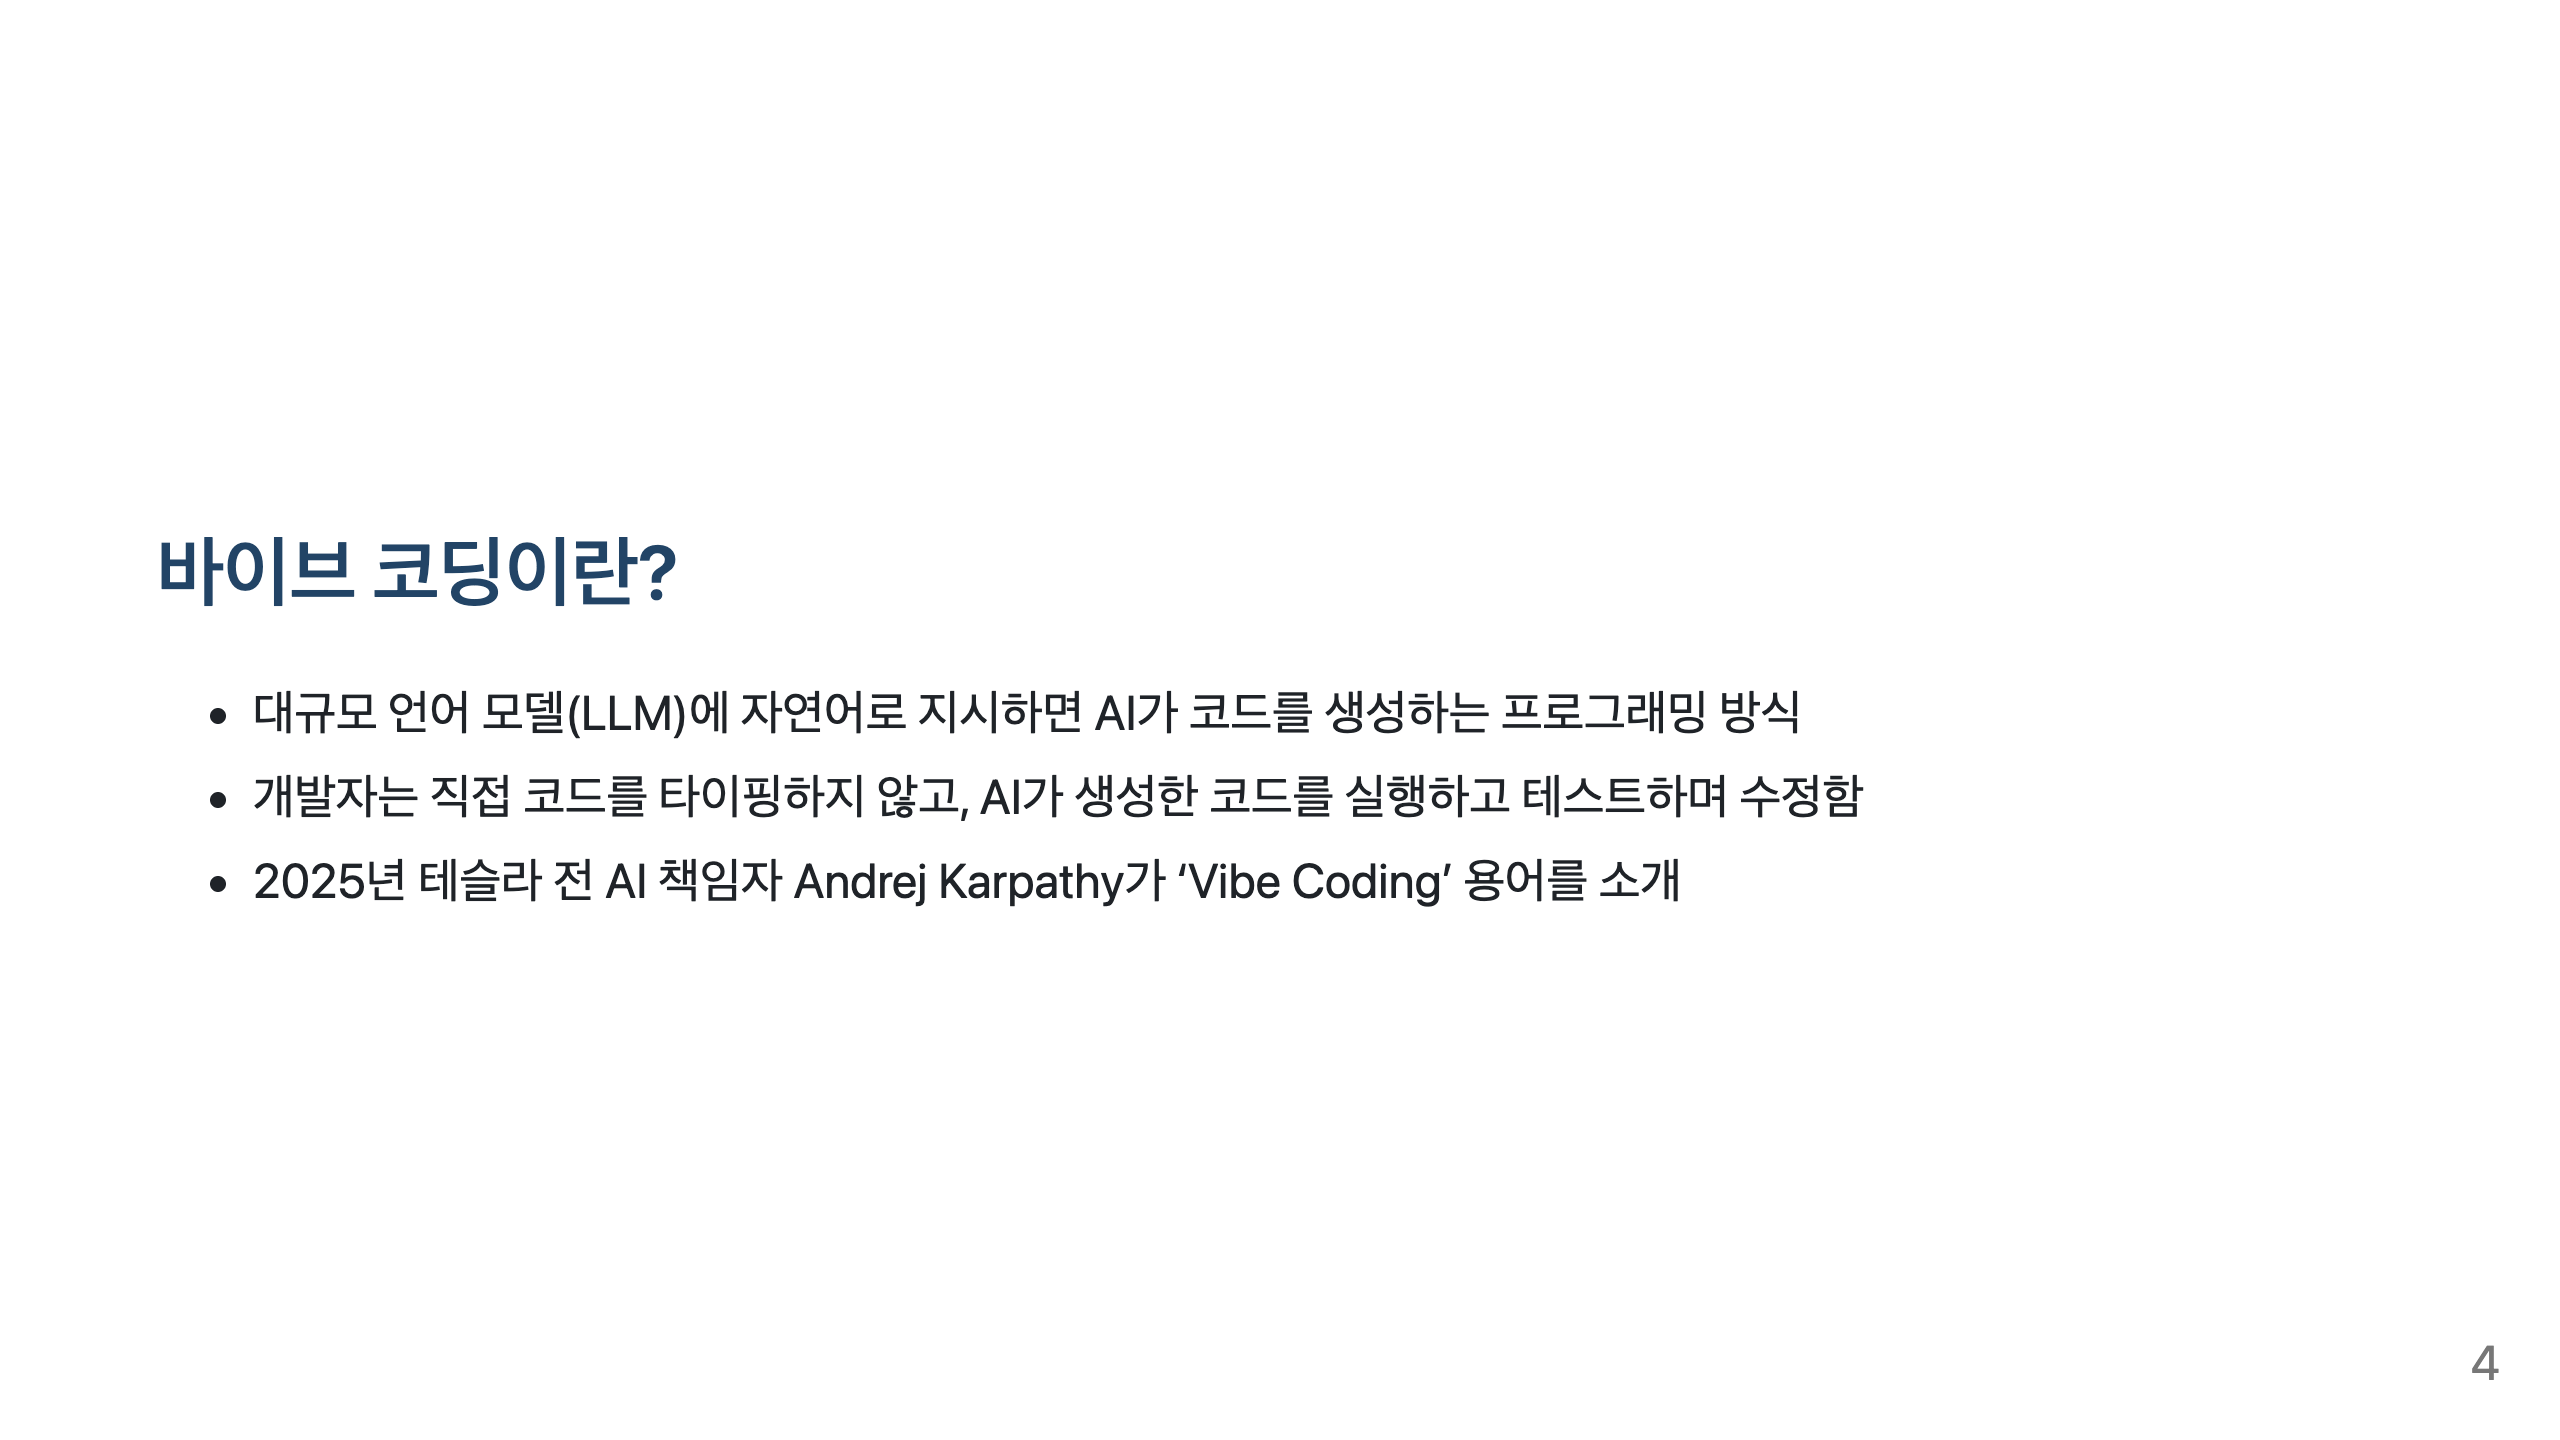 바이브 코딩이란?
• 대규모 언어 모델(LLM)에 자연어로 지시하면 AI가 코드를 생성하는 프로그래밍 방식
• 개발자는 직접 코드를 타이핑하지 않고, AI가 생성한 코드를 실행하고 테스트하며 수정함
• 2025년 테슬라 전 AI 책임자 Andrej Karpathy가 ‘Vibe Coding’ 용어를 소개
4